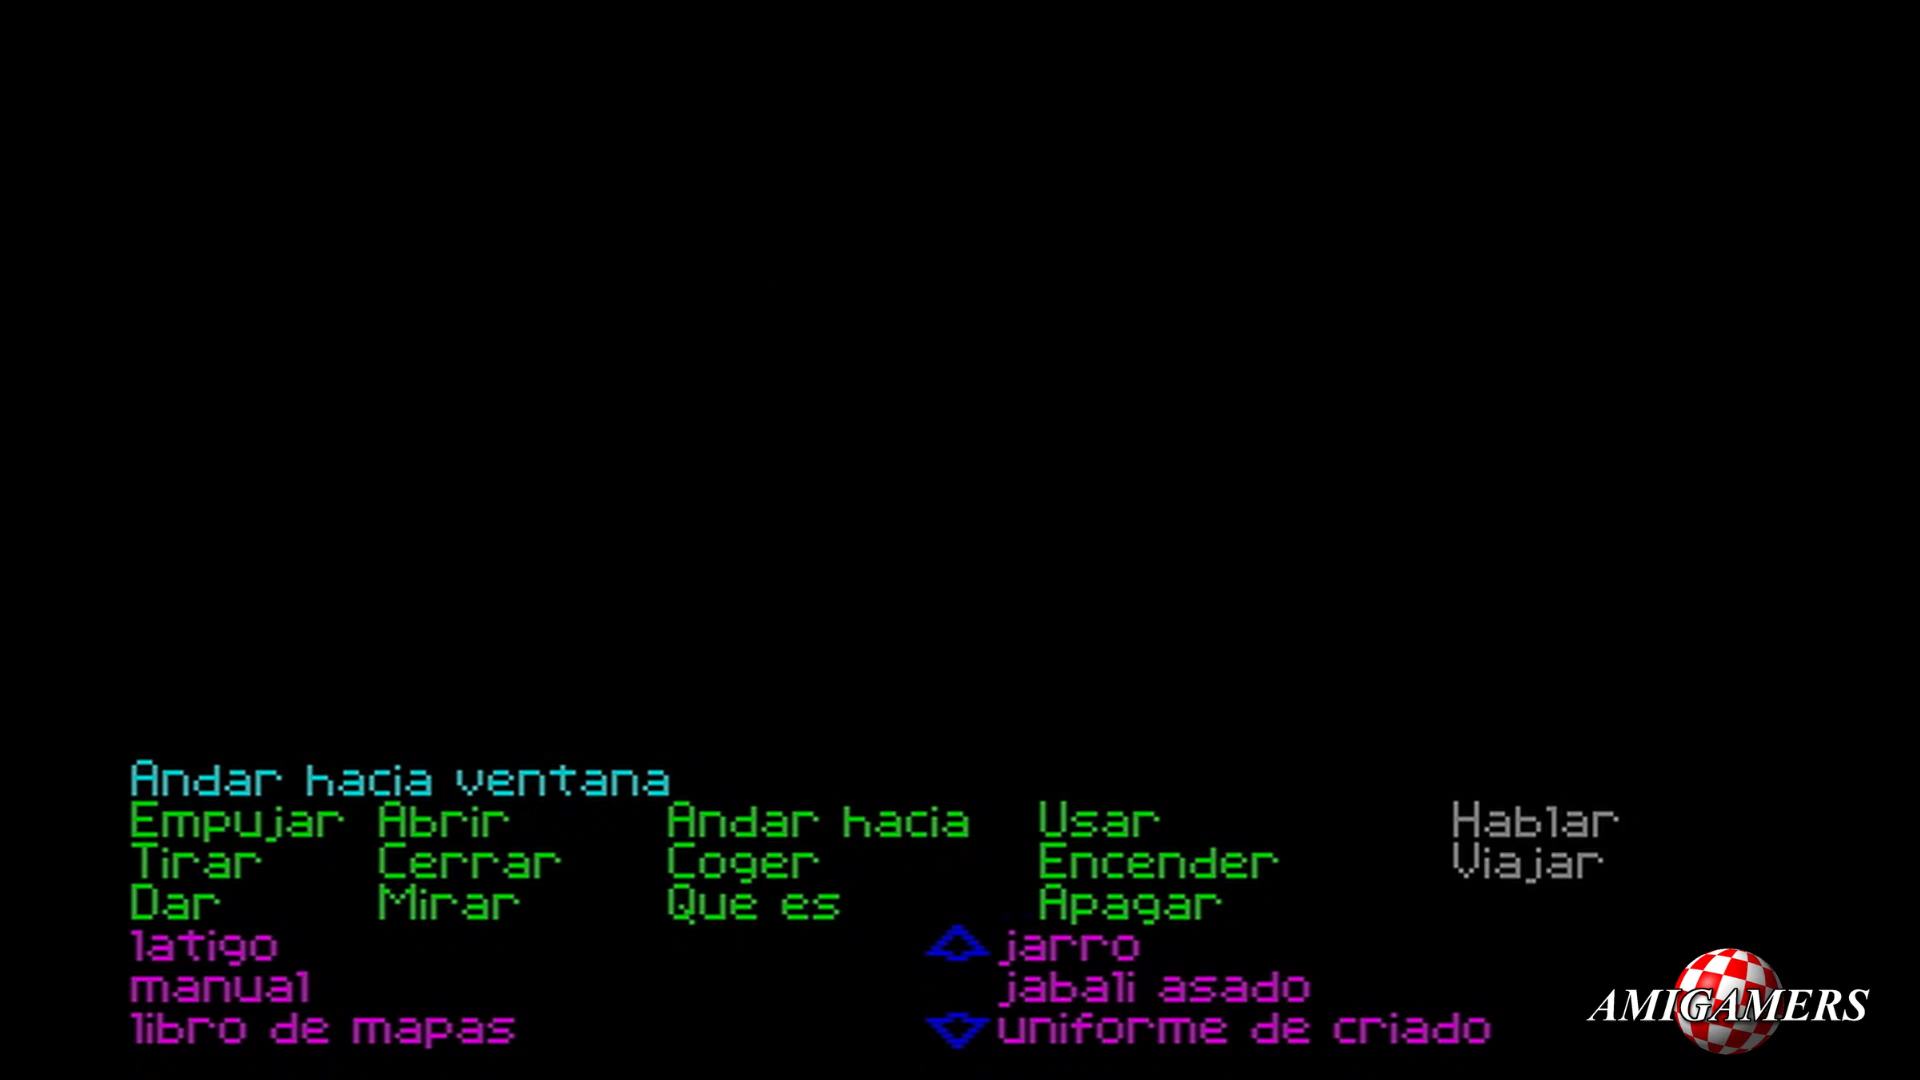 Andar hacia ventana
Empujar Abrir Andar hacia Usar Hablar
Tirar Cerrar Coger Encender Viajar
Dar Mirar Que es Apagar
latigo jarro
manual jabali asado
libro de mapas uniforme de criado
AMIGAMERS